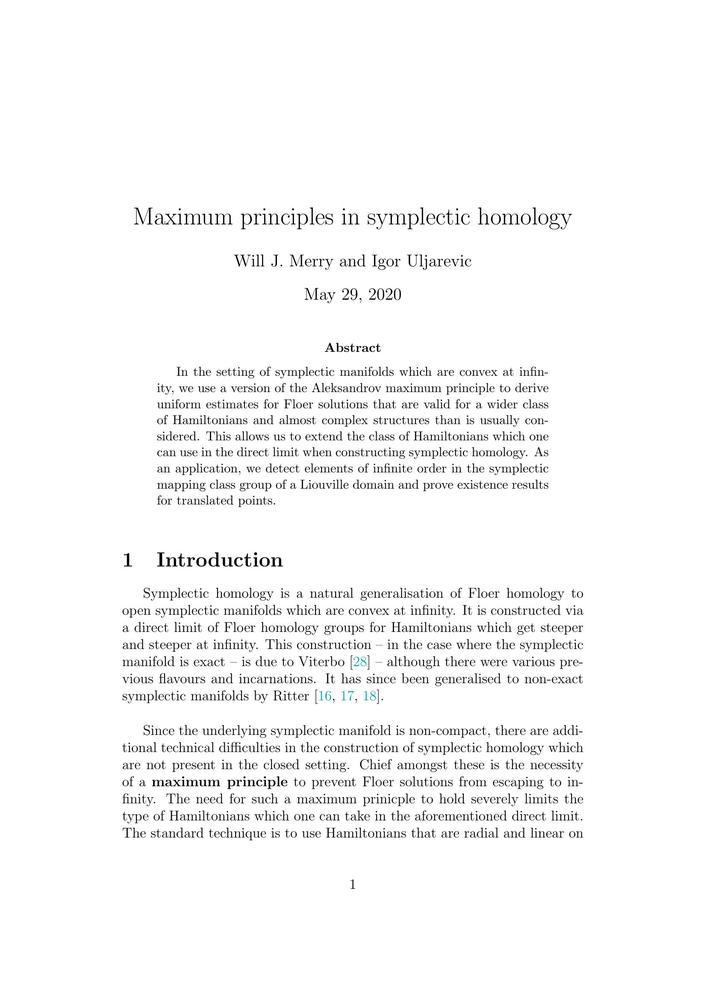 Maximum principles in symplectic homology
Will J. Merry and Igor Uljarevic
May 29, 2020
Abstract
In the setting of symplectic manifolds which are convex at infin-
ity, we use a version of the Aleksandrov maximum principle to derive
uniform estimates for Floer solutions that are valid for a wider class
of Hamiltonians and almost complex structures than is usually con-
sidered. This allows us to extend the class of Hamiltonians which one
can use in the direct limit when constructing symplectic homology. As
an application, we detect elements of infinite order in the symplectic
mapping class group of a Liouville domain and prove existence results
for translated points.
1 Introduction
Symplectic homology is a natural generalisation of Floer homology to
open symplectic manifolds which are convex at infinity. It is constructed via
a direct limit of Floer homology groups for Hamiltonians which get steeper
and steeper at infinity. This construction – in the case where the symplectic
manifold is exact – is due to Viterbo [28] – although there were various pre-
vious flavours and incarnations. It has since been generalised to non-exact
symplectic manifolds by Ritter [16, 17, 18].
Since the underlying symplectic manifold is non-compact, there are addi-
tional technical difficulties in the construction of symplectic homology which
are not present in the closed setting. Chief amongst these is the necessity
of a maximum principle to prevent Floer solutions from escaping to in-
finity. The need for such a maximum prinicple to hold severely limits the
type of Hamiltonians which one can take in the aforementioned direct limit.
The standard technique is to use Hamiltonians that are radial and linear on
1